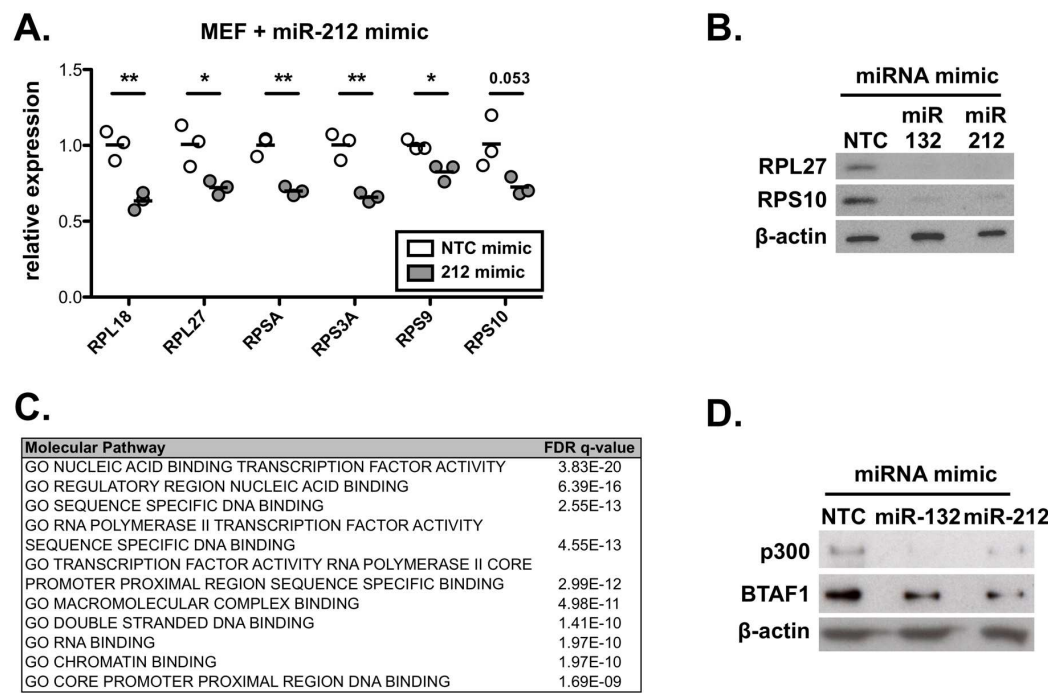 A.
MEF + miR-212 mimic
relative expression
1.5
1.0
0.5
0.0
** * ** ** * 0.053
NTC mimic
212 mimic
RPL18 RPL27 RPSA RPS3A RPS9 RPS10
B.
miRNA mimic
NTC miR 132 miR 212
RPL27
RPS10
β-actin
C.
Molecular Pathway FDR q-value
GO NUCLEIC ACID BINDING TRANSCRIPTION FACTOR ACTIVITY 3.83E-20
GO REGULATORY REGION NUCLEIC ACID BINDING 6.39E-16
GO SEQUENCE SPECIFIC DNA BINDING 2.55E-13
GO RNA POLYMERASE II TRANSCRIPTION FACTOR ACTIVITY
SEQUENCE SPECIFIC DNA BINDING 4.55E-13
GO TRANSCRIPTION FACTOR ACTIVITY RNA POLYMERASE II CORE
PROMOTER PROXIMAL REGION SEQUENCE SPECIFIC BINDING 2.99E-12
GO MACROMOLECULAR COMPLEX BINDING 4.98E-11
GO DOUBLE STRANDED DNA BINDING 1.41E-10
GO RNA BINDING 1.97E-10
GO CHROMATIN BINDING 1.97E-10
GO CORE PROMOTER PROXIMAL REGION DNA BINDING 1.69E-09
D.
miRNA mimic
NTC miR-132 miR-212
p300
BTAF1
β-actin